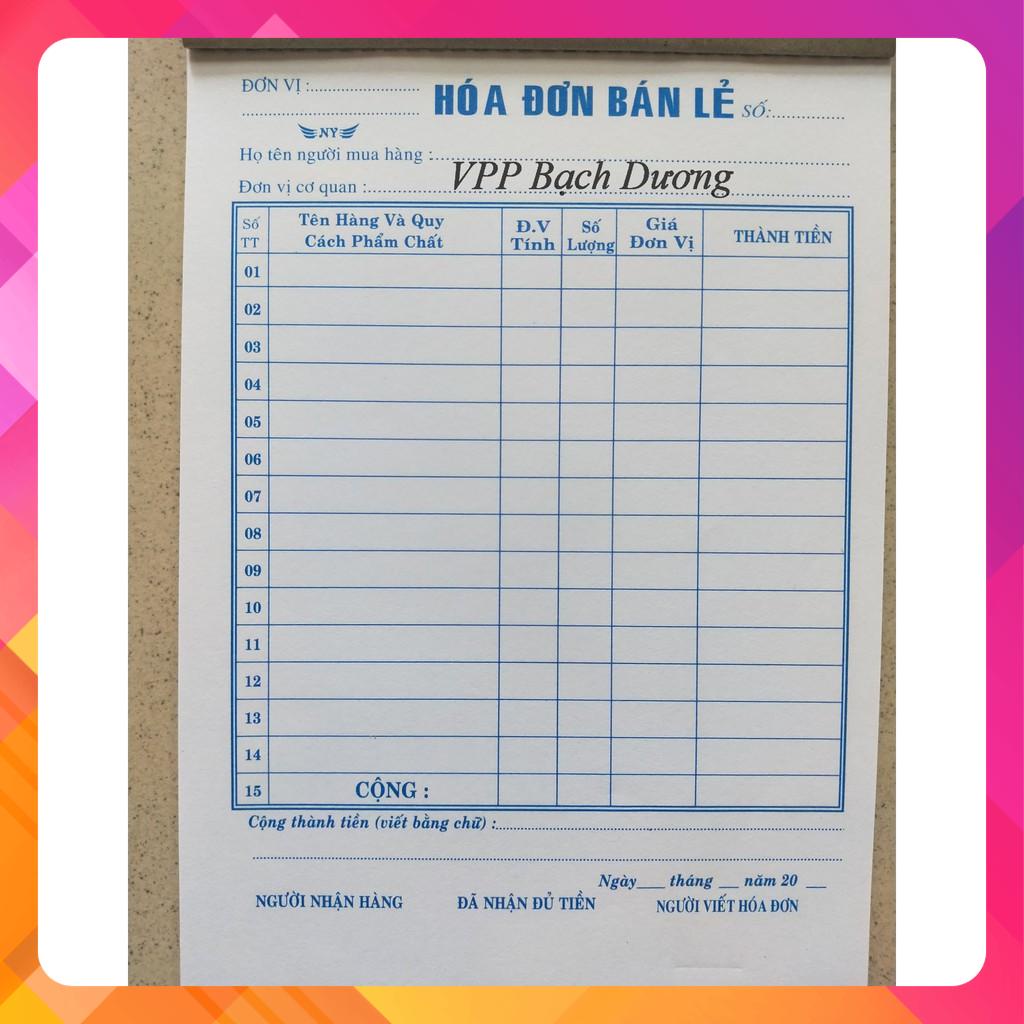 ĐƠN VỊ :........................
HÓA ĐƠN BÁN LẺ SỐ:................
NY
Họ tên người mua hàng :................
VPP Bạch Dương
Đơn vị cơ quan :................
Số TT
Tên Hàng Và Quy Cách Phẩm Chất
Đ.V Tính
Số Lượng
Giá Đơn Vị
THÀNH TIỀN
01
02
03
04
05
06
07
08
09
10
11
12
13
14
15 CỘNG :
Cộng thành tiền (viết bằng chữ) :................
Ngày___ tháng __ năm 20 __
NGƯỜI NHẬN HÀNG ĐÃ NHẬN ĐỦ TIỀN NGƯỜI VIẾT HÓA ĐƠN